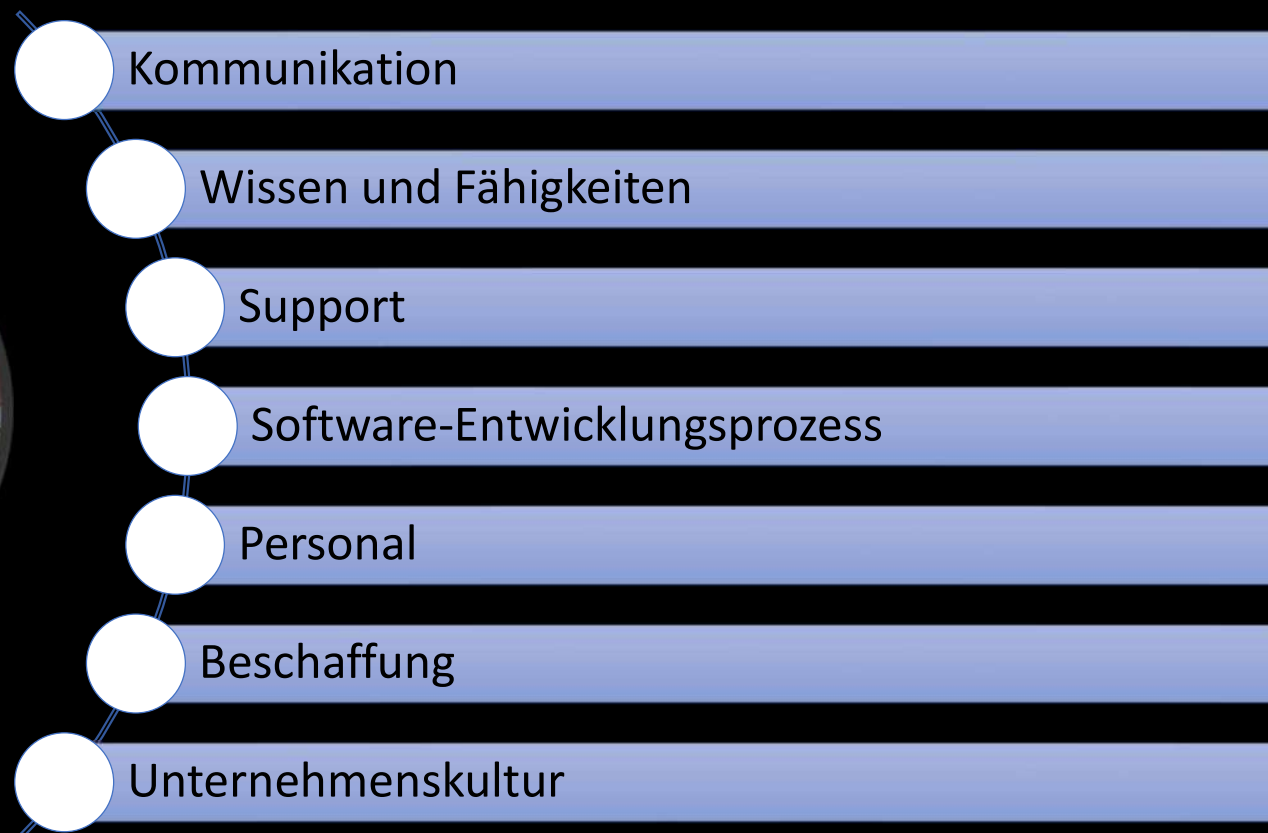 Kommunikation
Wissen und Fähigkeiten
Support
Software-Entwicklungsprozess
Personal
Beschaffung
Unternehmenskultur